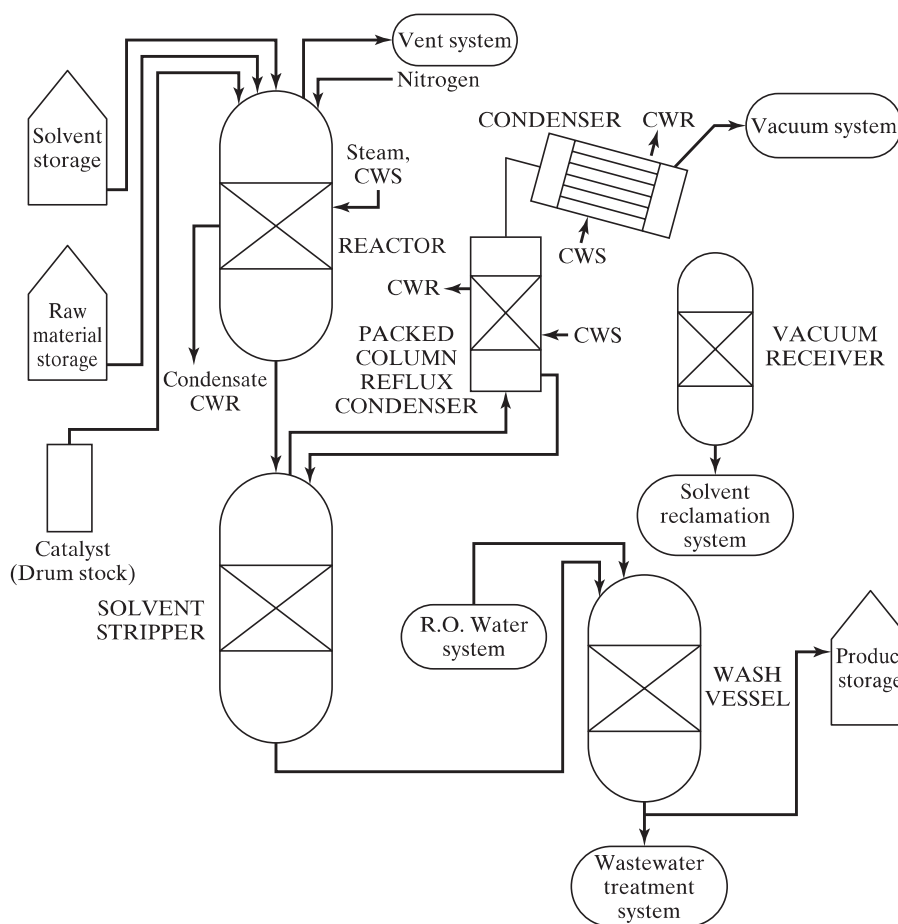 Vent system
Nitrogen
Solvent
storage
Steam,
CWS
REACTOR
CONDENSER
CWR
Vacuum system
CWS
Raw
material
storage
Condensate
CWR
CWR
CWS
PACKED
COLUMN
REFLUX
CONDENSER
VACUUM
RECEIVER
Catalyst
(Drum stock)
Solvent
reclamation
system
SOLVENT
STRIPPER
R.O. Water
system
WASH
VESSEL
Produc
storage
Wastewater
treatment
system